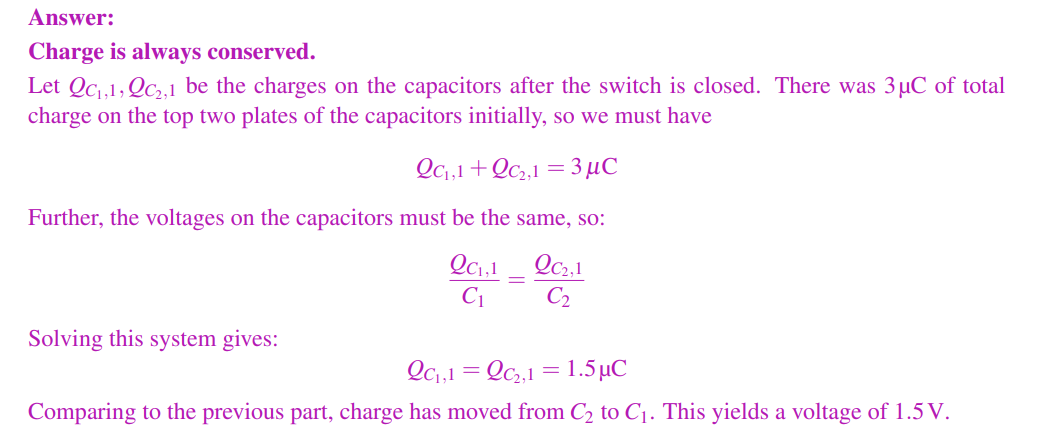 Answer:
Charge is always conserved.
Let Q_{C_1,1}, Q_{C_2,1} be the charges on the capacitors after the switch is closed. There was 3 µC of total
charge on the top two plates of the capacitors initially, so we must have
Q_{C_1,1} + Q_{C_2,1} = 3 µC
Further, the voltages on the capacitors must be the same, so:
\frac{Q_{C_1,1}}{C_1} = \frac{Q_{C_2,1}}{C_2}
Solving this system gives:
Q_{C_1,1} = Q_{C_2,1} = 1.5 µC
Comparing to the previous part, charge has moved from C_2 to C_1. This yields a voltage of 1.5 V.